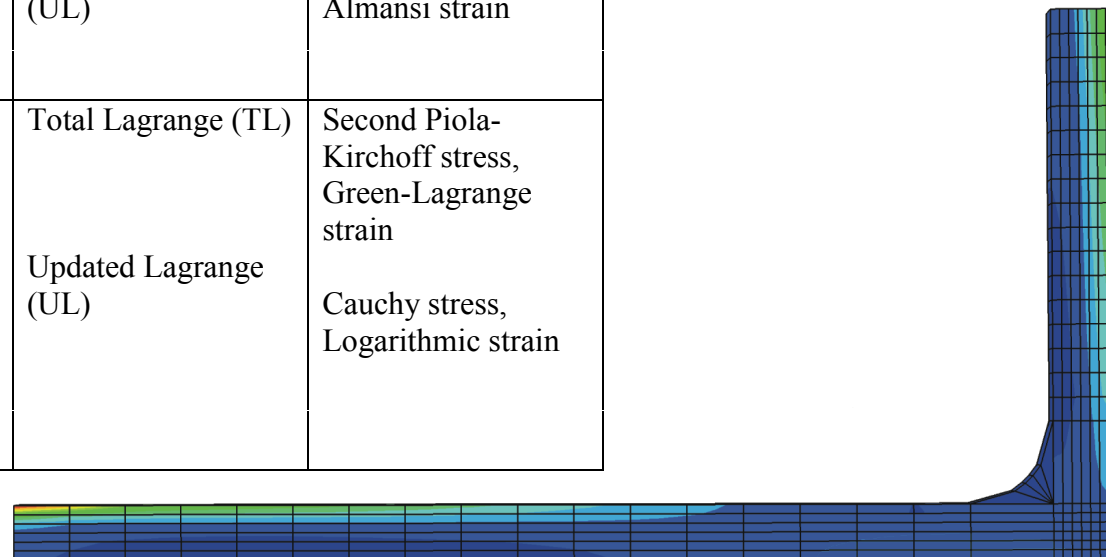 (UL)
Almansi strain
Total Lagrange (TL)
Second Piola-
Kirchoff stress,
Green-Lagrange
strain
Updated Lagrange
(UL)
Cauchy stress,
Logarithmic strain